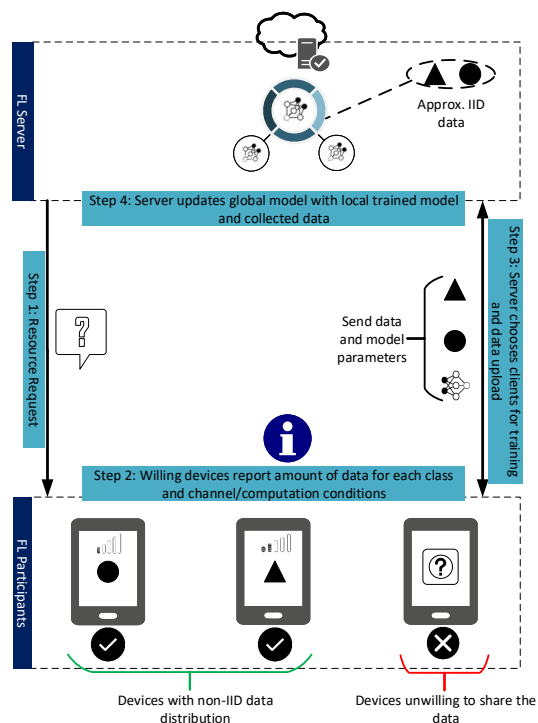 FL Server
Approx. IID
data
Step 4: Server updates global model with local trained model
and collected data
Step 1: Resource
Request
?
Step 3: Server chooses clients for training
and data upload
Send data
and model
parameters
i
Step 2: Willing devices report amount of data for each class
and channel/computation conditions
FL Participants
?
Devices with non-IID data
distribution
Devices unwilling to share the
data